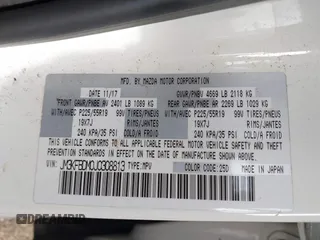 MFD. BY MAZDA MOTOR CORPORATION
DATE 11/17 GVWR/PNBV 4669 LB 2118 KG
FRONT GAWR/PNBE AV 2401 LB 1089 KG REAR GAWR/PNBE AR 2269 LB 1029 KG
WITH/AVEC P225/55R19 99V TIRES/PNEUS WITH/AVEC P225/55R19 99V TIRES/PNEUS
19X7J RIMS/JANTES 19X7J RIMS/JANTES
240 KPA/35 PSI COLD/A FROID 240 KPA/35 PSI COLD/A FROID
THIS VEHICLE CONFORMS TO ALL APPLICABLE FEDERAL MOTOR
VEHICLE SAFETY, BUMPER, AND THEFT PREVENTION STANDARDS
IN EFFECT ON THE DATE OF MANUFACTURE SHOWN ABOVE.
VIN: JM3KFBDM0J0308813 TYPE:MPV COLOR CODE: 25D MADE IN JAPAN
AUTOBIDMASTER